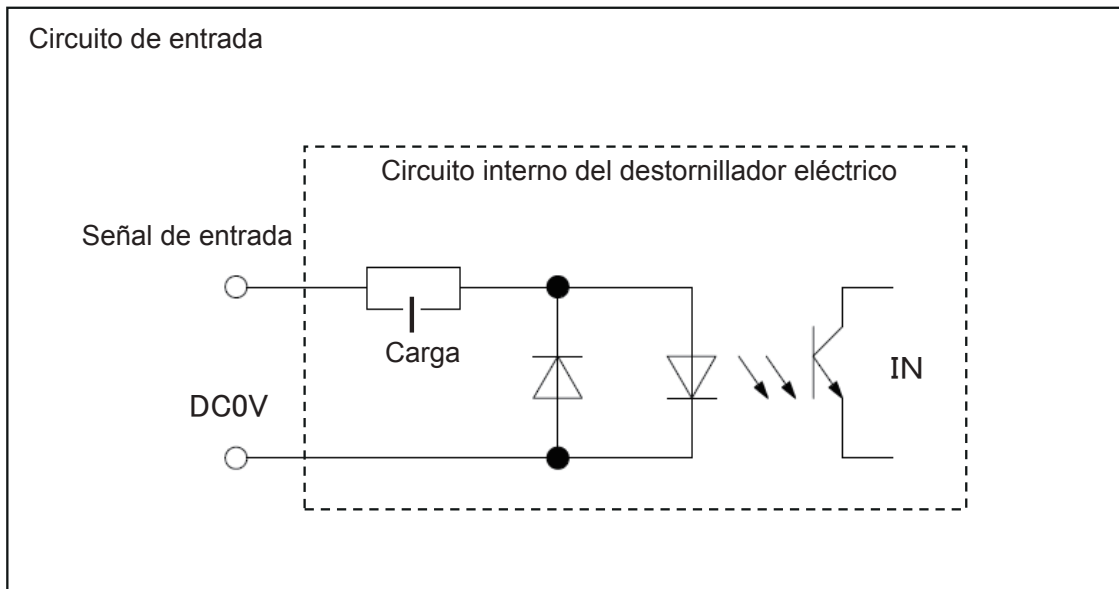 Circuito de entrada
Circuito interno del destornillador eléctrico
Señal de entrada
Carga
IN
DC0V